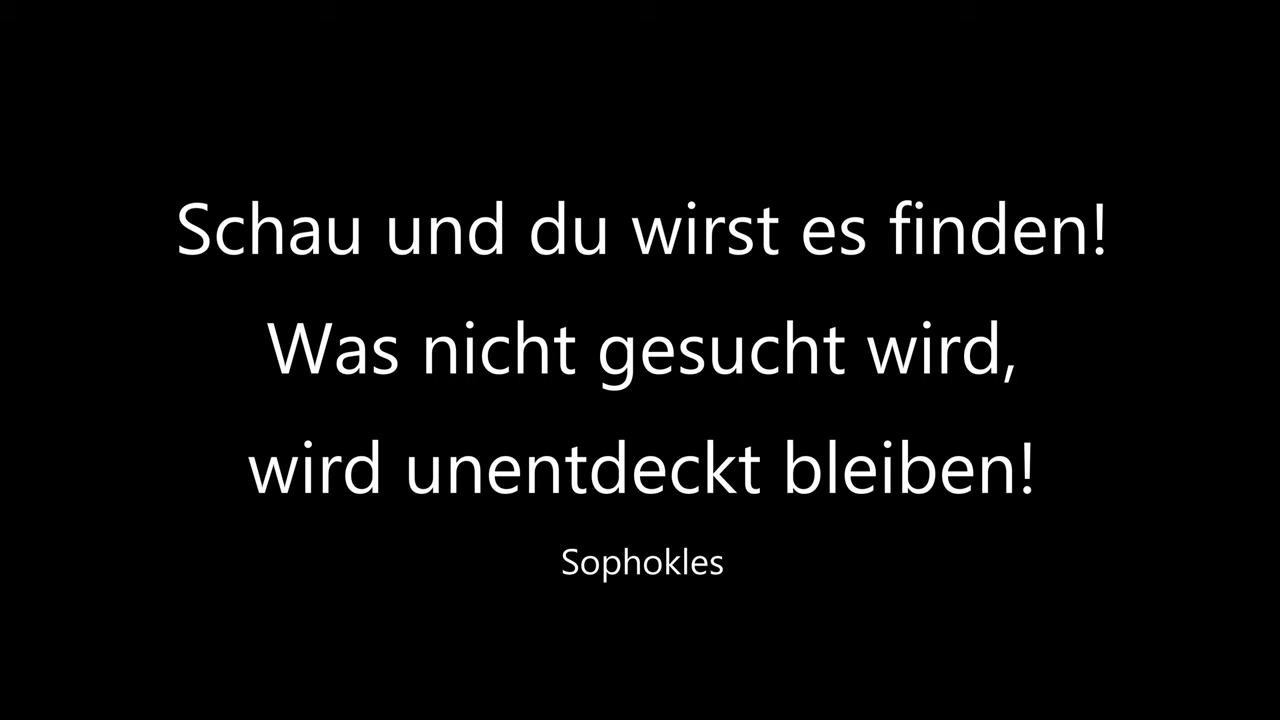 Schau und du wirst es finden!
Was nicht gesucht wird,
wird unentdeckt bleiben!
Sophokles